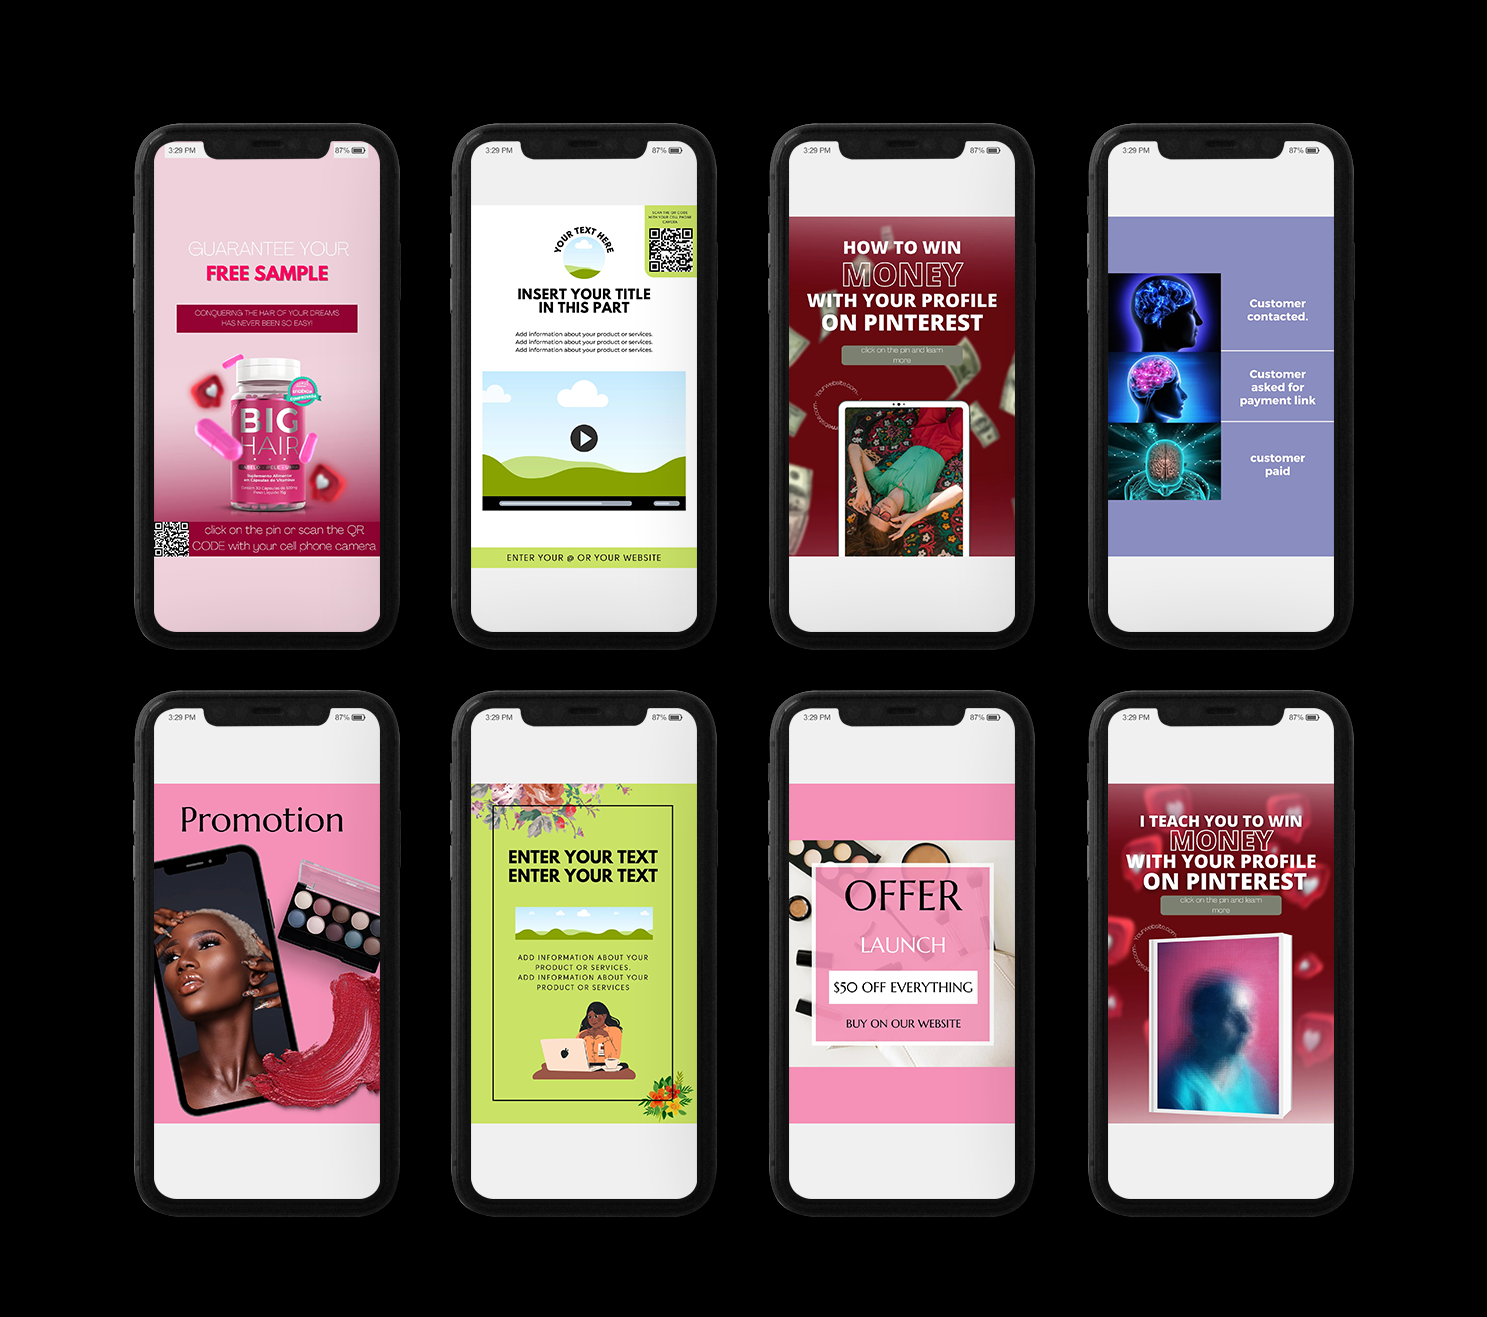 3:29 PM 87%
GUARANTEE YOUR
FREE SAMPLE
CONQUERING THE HAIR OF YOUR DREAMS
HAS NEVER BEEN SO EASY!
BIG
HAIR
Suplemento Alimentar
em Cápsulas de Vitaminas
click on the pin or scan the QR
CODE with your cell phone camera
3:29 PM 87%
SCAN THE QR CODE
WITH YOUR CELL PHONE
CAMERA
YOUR TEXT HERE
INSERT YOUR TITLE
IN THIS PART
Add information about your product or services.
Add information about your product or services.
Add information about your product or services.
ENTER YOUR @ OR YOUR WEBSITE
3:29 PM 87%
HOW TO WIN
MONEY
WITH YOUR PROFILE
ON PINTEREST
click on the pin and learn
more
Yourwebsite.com
3:29 PM 87%
Customer
contacted.
Customer
asked for
payment link
customer
paid
3:29 PM 87%
Promotion
3:29 PM 87%
ENTER YOUR TEXT
ENTER YOUR TEXT
ADD INFORMATION ABOUT YOUR
PRODUCT OR SERVICES.
ADD INFORMATION ABOUT YOUR
PRODUCT OR SERVICES
3:29 PM 87%
OFFER
LAUNCH
$50 OFF EVERYTHING
BUY ON OUR WEBSITE
3:29 PM 87%
I TEACH YOU TO WIN
MONEY
WITH YOUR PROFILE
ON PINTEREST
click on the pin and learn
more
Yourwebsite.com